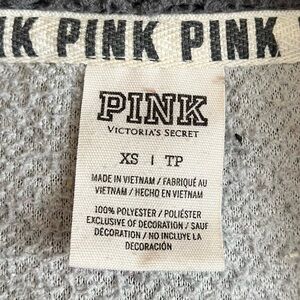 IK PINK PINK
PINK
VICTORIA'S SECRET
XS | TP
MADE IN VIETNAM / FABRIQUÉ AU
VIETNAM / HECHO EN VIETNAM
100% POLYESTER / POLIÉSTER
EXCLUSIVE OF DECORATION / SAUF
DÉCORATION / NO INCLUYE LA
DECORACIÓN